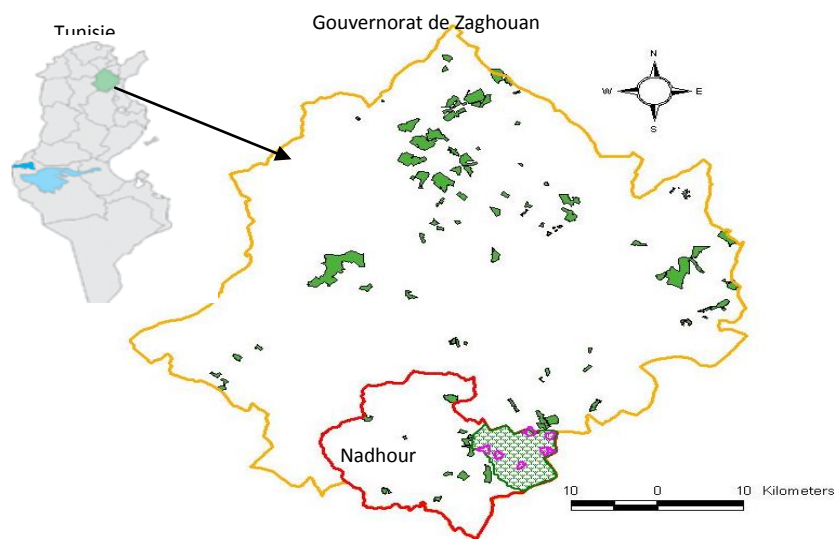 Tunisie
Gouvernorat de Zaghouan
N
W E
S
Nadhour
10 0 10 Kilometers